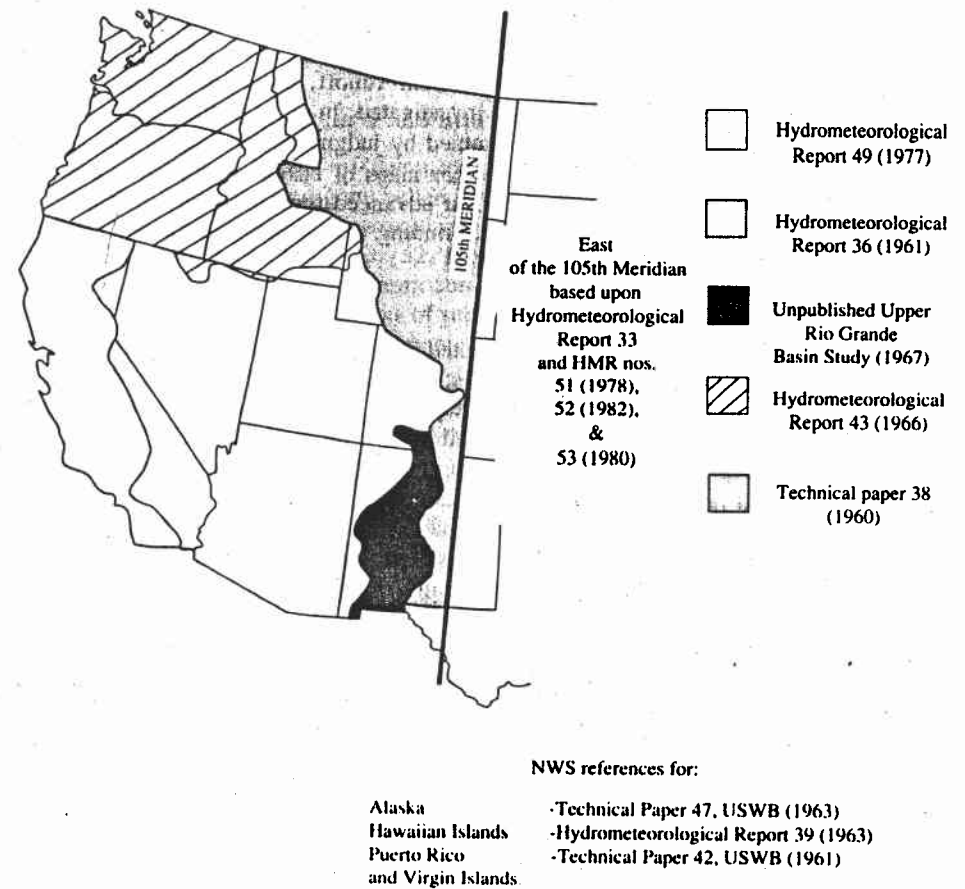 105th MERIDIAN
East
of the 105th Meridian
based upon
Hydrometeorological
Report 33
and HMR nos.
51 (1978),
52 (1982),
&
53 (1980)
Hydrometeorological
Report 49 (1977)
Hydrometeorological
Report 36 (1961)
Unpublished Upper
Rio Grande
Basin Study (1967)
Hydrometeorological
Report 43 (1966)
Technical paper 38
(1960)
NWS references for:
Alaska -Technical Paper 47, USWB (1963)
Hawaiian Islands -Hydrometeorological Report 39 (1963)
Puerto Rico -Technical Paper 42, USWB (1961)
and Virgin Islands